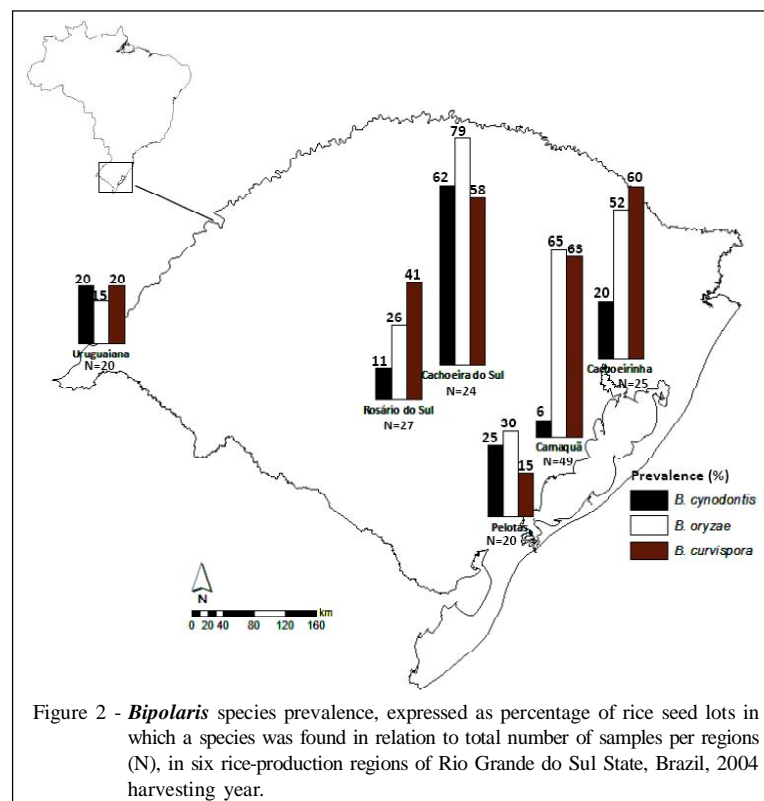 79
62
58
60
52
20
65
63
41
26
11
20
15
20
Uruguaiana
N=20
Cachoeira do Sul
N=24
Rosário do Sul
N=27
Cachoeirinha
N=25
6
Camaquã
N=49
25
30
15
Pelotas
N=20
Prevalence (%)
B. cynodontis
B. oryzae
B. curvispora
N
km
0 20 40 80 120 160
Figure 2 - Bipolaris species prevalence, expressed as percentage of rice seed lots in
which a species was found in relation to total number of samples per regions
(N), in six rice-production regions of Rio Grande do Sul State, Brazil, 2004
harvesting year.